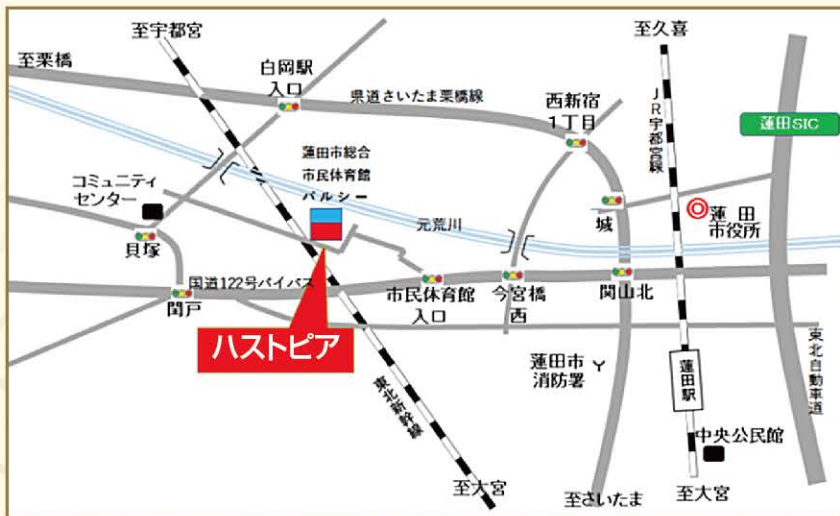 至宇都宮
至久喜
至栗橋
白岡駅
入口
県道さいたま栗橋線
西新宿
1丁目
JR宇都宮線
蓮田SIC
蓮田市総合
市民体育館
パルシー
コミュニティ
センター
元荒川
城
蓮田
市役所
貝塚
国道122号バイパス
閏戸
市民体育館
入口
今宮橋
西
関山北
ハストピア
蓮田市
消防署
東北新幹線
蓮田駅
東北自動車道
中央公民館
至大宮
至さいたま
至大宮